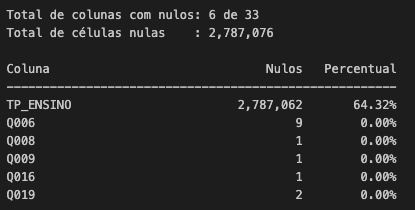 Total de colunas com nulos: 6 de 33
Total de células nulas    : 2,787,076
Coluna                              Nulos   Percentual
------------------------------------------------------
TP_ENSINO                       2,787,062       64.32%
Q006                                    9        0.00%
Q008                                    1        0.00%
Q009                                    1        0.00%
Q016                                    1        0.00%
Q019                                    2        0.00%